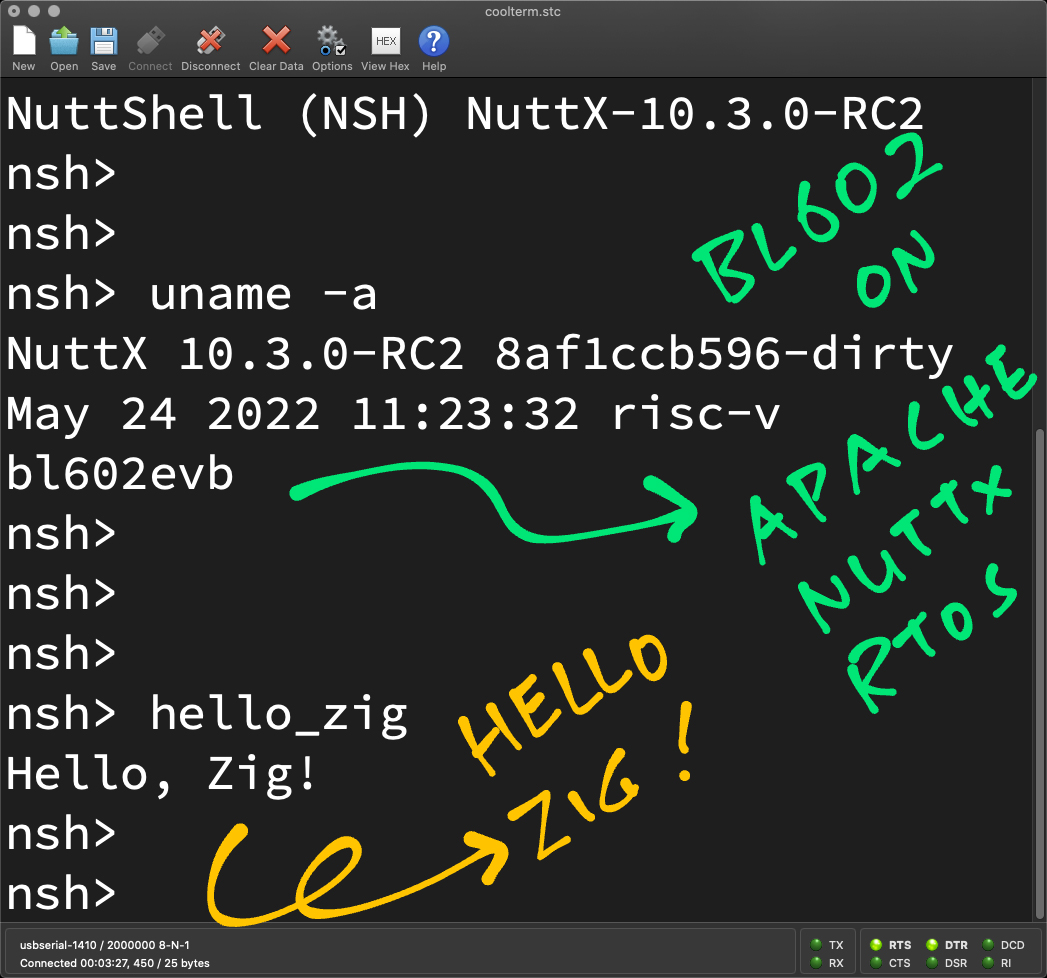 coolterm.stc
New Open Save Connect Disconnect Clear Data Options View Hex Help
HEX
?
NuttShell (NSH) NuttX-10.3.0-RC2
nsh>
nsh>
nsh> uname -a
NuttX 10.3.0-RC2 8af1ccb596-dirty
May 24 2022 11:23:32 risc-v
bl602evb
nsh>
nsh>
nsh>
nsh> hello_zig
Hello, Zig!
nsh>
nsh>
BL602
ON
APACHE
NUTTX
RTOS
HELLO
ZIG!
usbserial-1410 / 2000000 8-N-1
Connected 00:03:27, 450 / 25 bytes
TX RTS DTR DCD
RX CTS DSR RI